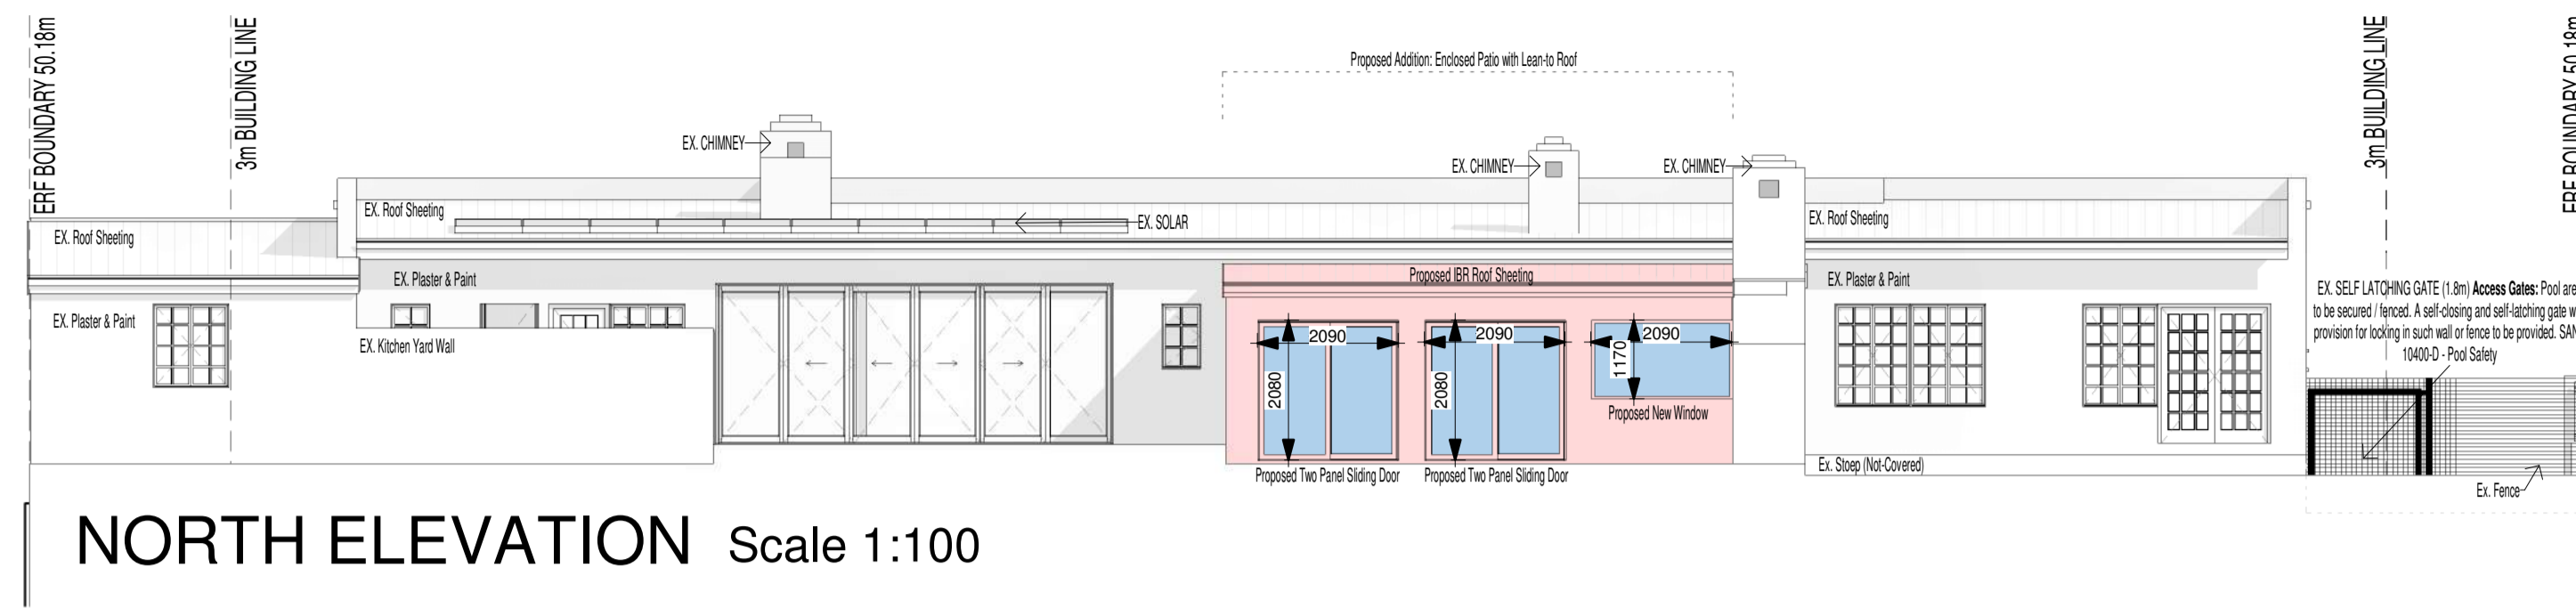 ERF BOUNDARY 50.18m
3m BUILDING LINE
Proposed Addition: Enclosed Patio with Lean-to Roof
3m BUILDING LINE
ERF BOUNDARY 50.18m
EX. CHIMNEY
EX. CHIMNEY
EX. CHIMNEY
EX. Roof Sheeting
EX. SOLAR
EX. Roof Sheeting
EX. Roof Sheeting
EX. Plaster & Paint
Proposed IBR Roof Sheeting
EX. Plaster & Paint
EX. SELF LATCHING GATE (1.8m) Access Gates: Pool are
to be secured / fenced. A self-closing and self-latching gate w
provision for locking in such wall or fence to be provided. SAN
10400-D - Pool Safety
EX. Plaster & Paint
EX. Kitchen Yard Wall
2090
2080
2090
2080
2090
1170
Proposed New Window
Proposed Two Panel Sliding Door
Proposed Two Panel Sliding Door
Ex. Stoep (Not-Covered)
Ex. Fence
NORTH ELEVATION Scale 1:100